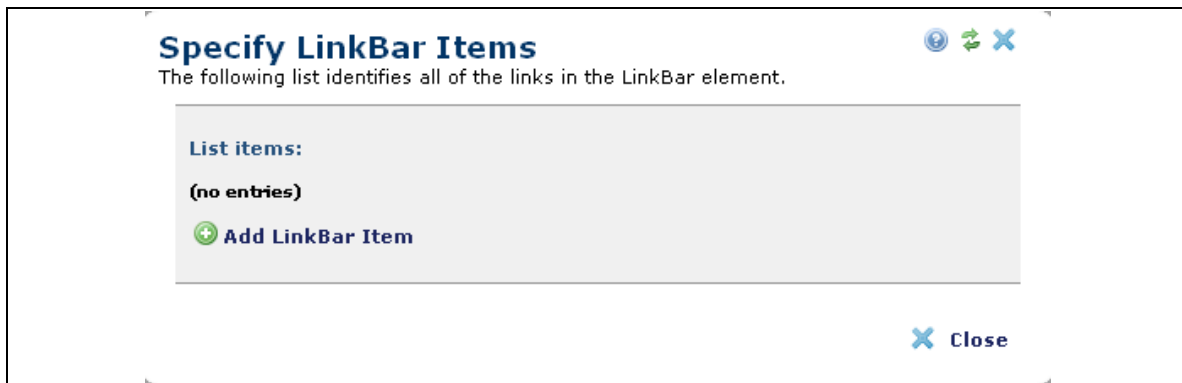 Specify LinkBar Items
The following list identifies all of the links in the LinkBar element.
List items:
(no entries)
Add LinkBar Item
Close